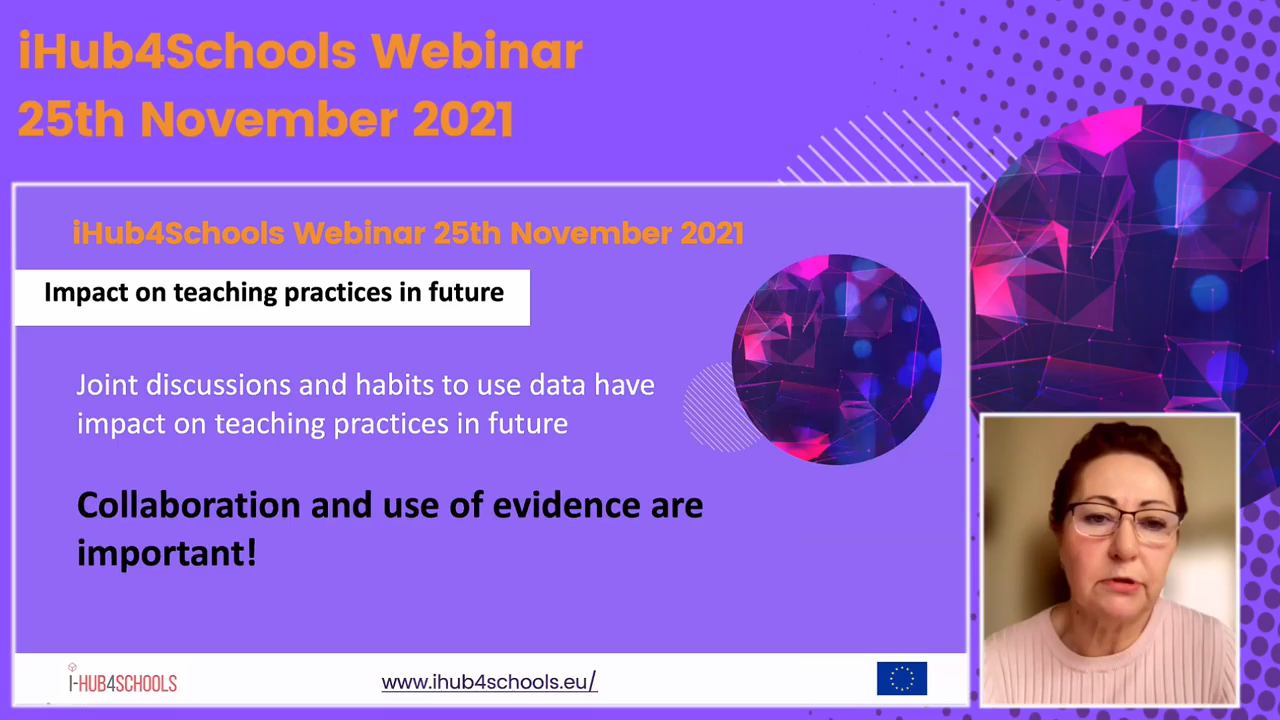 iHub4Schools Webinar
25th November 2021
iHub4Schools Webinar 25th November 2021
Impact on teaching practices in future
Joint discussions and habits to use data have
impact on teaching practices in future
Collaboration and use of evidence are
important!
i-HUB4SCHOOLS
www.ihub4schools.eu/